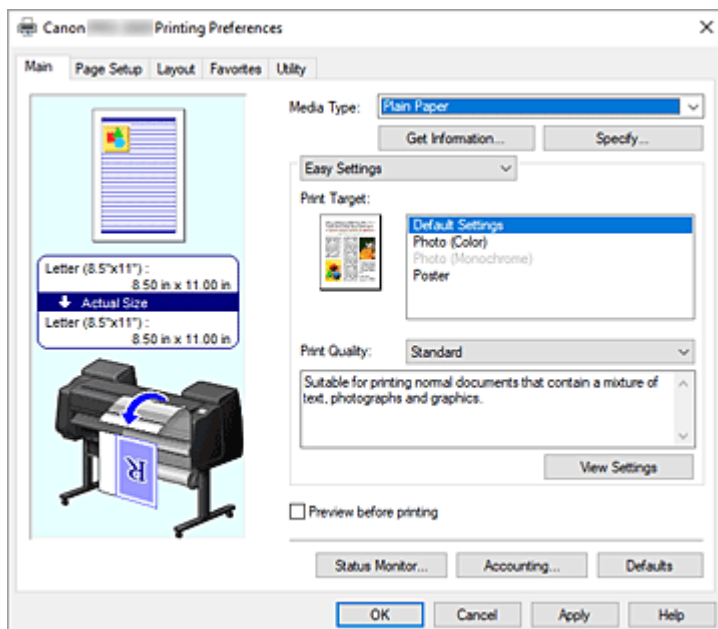 Canon Printing Preferences
Main Page Setup Layout Favorites Utility
Media Type: Plain Paper
Get Information... Specify...
Easy Settings
Print Target:
Default Settings
Photo (Color)
Photo (Monochrome)
Poster
Letter (8.5"x11") :
8.50 in x 11.00 in
Actual Size
Letter (8.5"x11") :
8.50 in x 11.00 in
R
Print Quality: Standard
Suitable for printing normal documents that contain a mixture of
text, photographs and graphics.
View Settings
Preview before printing
Status Monitor... Accounting... Defaults
OK Cancel Apply Help